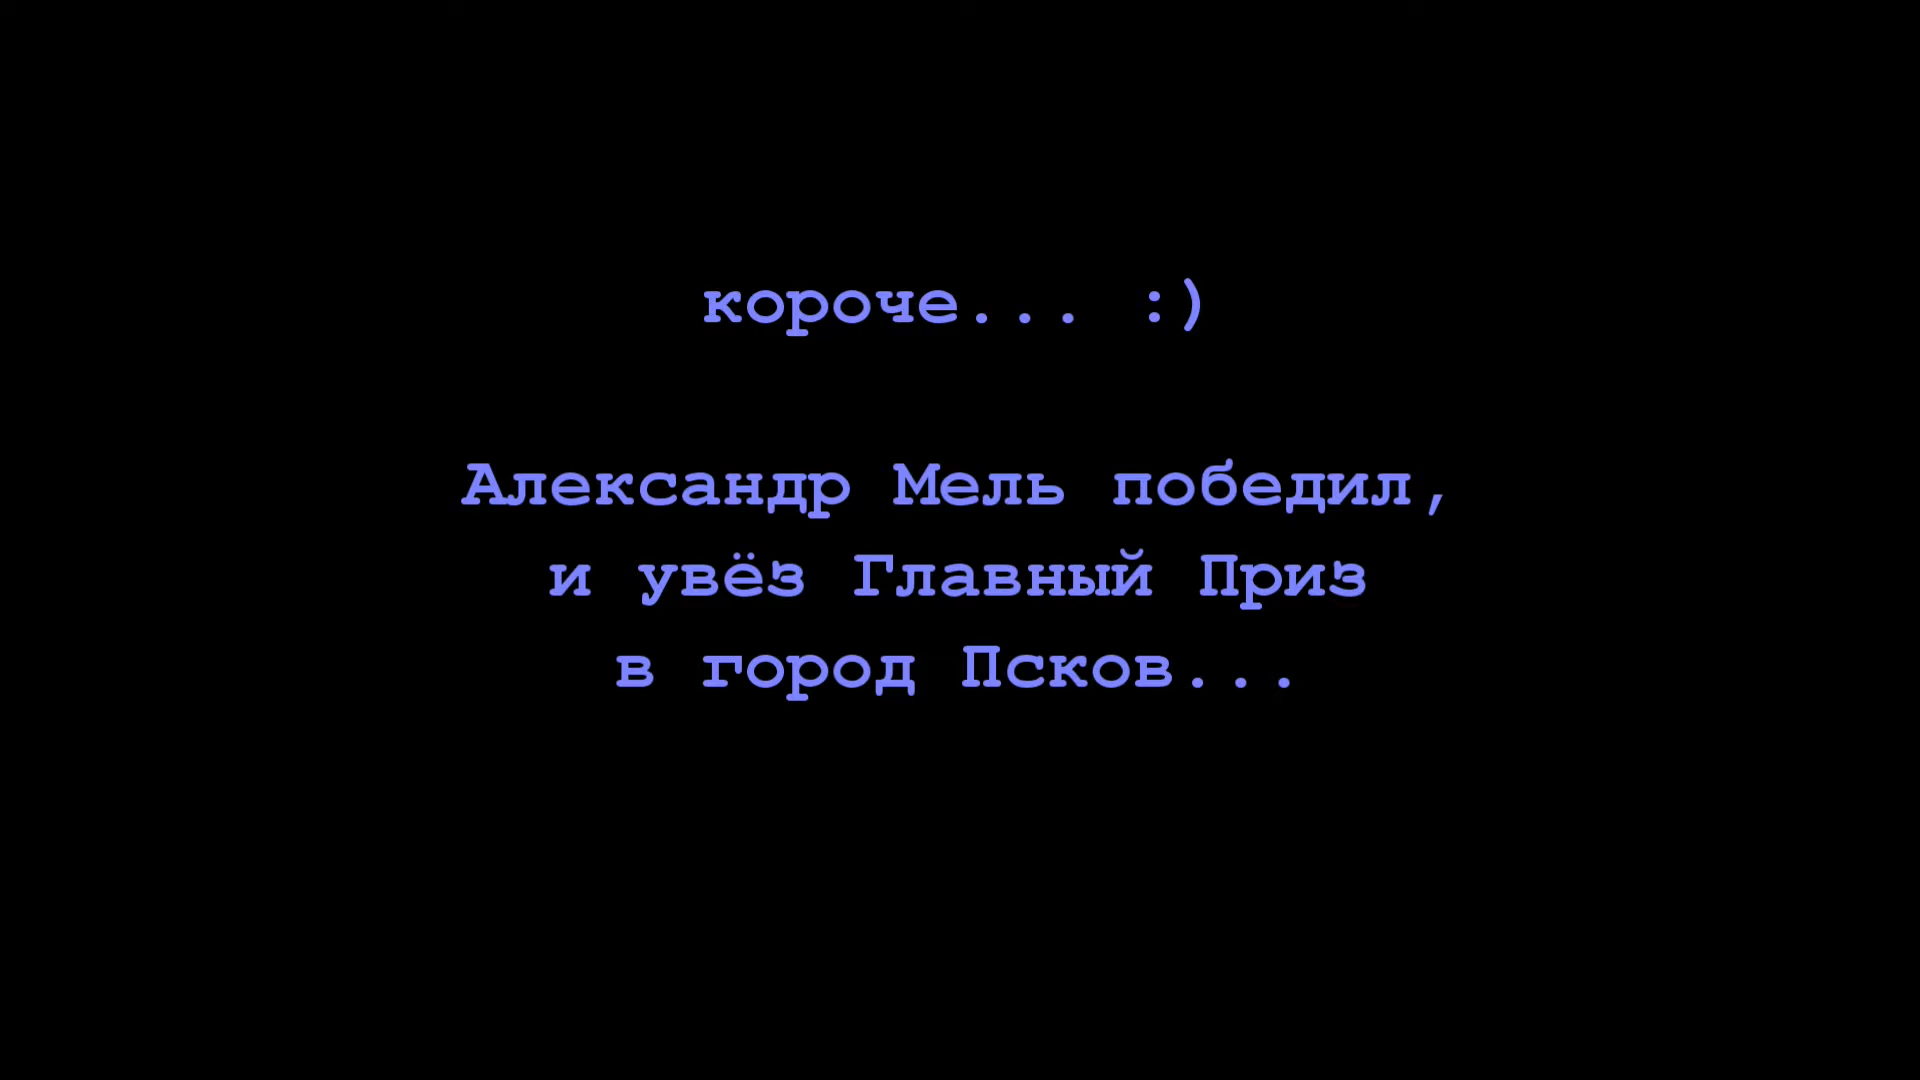 короче... :)
Александр Мель победил,
и увёз Главный Приз
в город Псков...